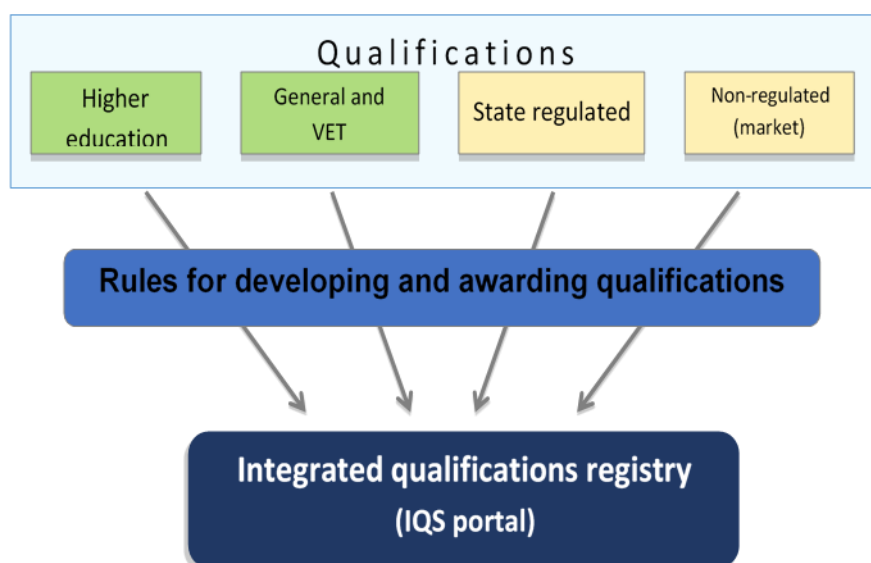 Qualifications
Higher
education
General and
VET
State regulated
Non-regulated
(market)
Rules for developing and awarding qualifications
Integrated qualifications registry
(IQS portal)